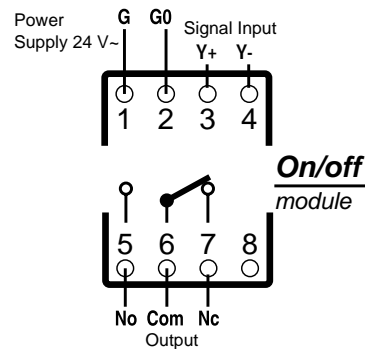 Power
Supply 24 V~
G G0
Signal Input
Y+ Y-
1 2 3 4
On/off
module
5 6 7 8
No Com Nc
Output